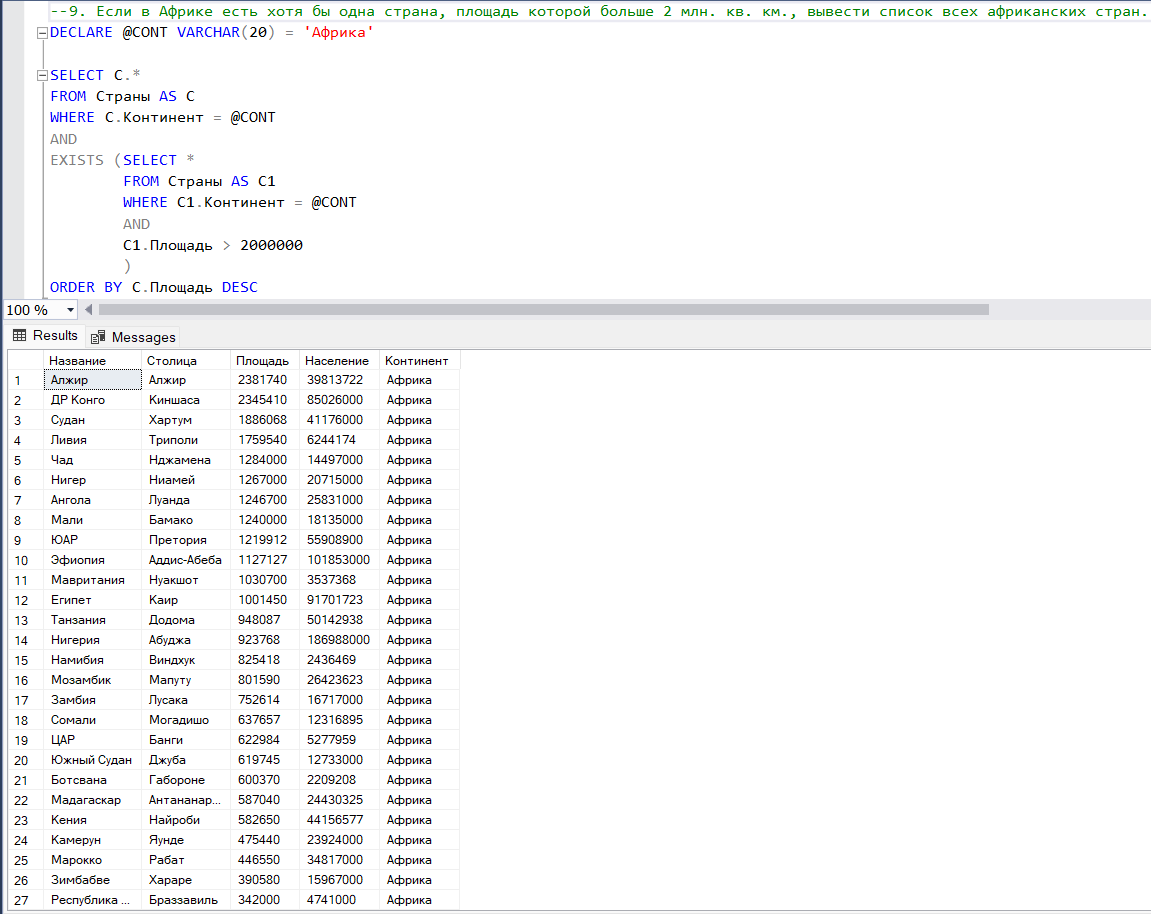 --9. Если в Африке есть хотя бы одна страна, площадь которой больше 2 млн. кв. км., вывести список всех африканских стран.
DECLARE @CONT VARCHAR(20) = 'Африка'
SELECT C.*
FROM Страны AS C
WHERE C.Континент = @CONT
AND
EXISTS (SELECT *
FROM Страны AS C1
WHERE C1.Континент = @CONT
AND
C1.Площадь > 2000000
)
ORDER BY C.Площадь DESC
100 %
Results Messages
Название Столица Площадь Население Континент
1 Алжир Алжир 2381740 39813722 Африка
2 ДР Конго Киншаса 2345410 85026000 Африка
3 Судан Хартум 1886068 41176000 Африка
4 Ливия Триполи 1759540 6244174 Африка
5 Чад Нджамена 1284000 14497000 Африка
6 Нигер Ниамей 1267000 20715000 Африка
7 Ангола Луанда 1246700 25831000 Африка
8 Мали Бамако 1240000 18135000 Африка
9 ЮАР Претория 1219912 55908900 Африка
10 Эфиопия Аддис-Абеба 1127127 101853000 Африка
11 Мавритания Нуакшот 1030700 3537368 Африка
12 Египет Каир 1001450 91701723 Африка
13 Танзания Додома 948087 50142938 Африка
14 Нигерия Абуджа 923768 186988000 Африка
15 Намибия Виндхук 825418 2436469 Африка
16 Мозамбик Мапуту 801590 26423623 Африка
17 Замбия Лусака 752614 16717000 Африка
18 Сомали Могадишо 637657 12316895 Африка
19 ЦАР Банги 622984 5277959 Африка
20 Южный Судан Джуба 619745 12733000 Африка
21 Ботсвана Габороне 600370 2209208 Африка
22 Мадагаскар Антананар... 587040 24430325 Африка
23 Кения Найроби 582650 44156577 Африка
24 Камерун Яунде 475440 23924000 Африка
25 Марокко Рабат 446550 34817000 Африка
26 Зимбабве Хараре 390580 15967000 Африка
27 Республика ... Браззавиль 342000 4741000 Африка